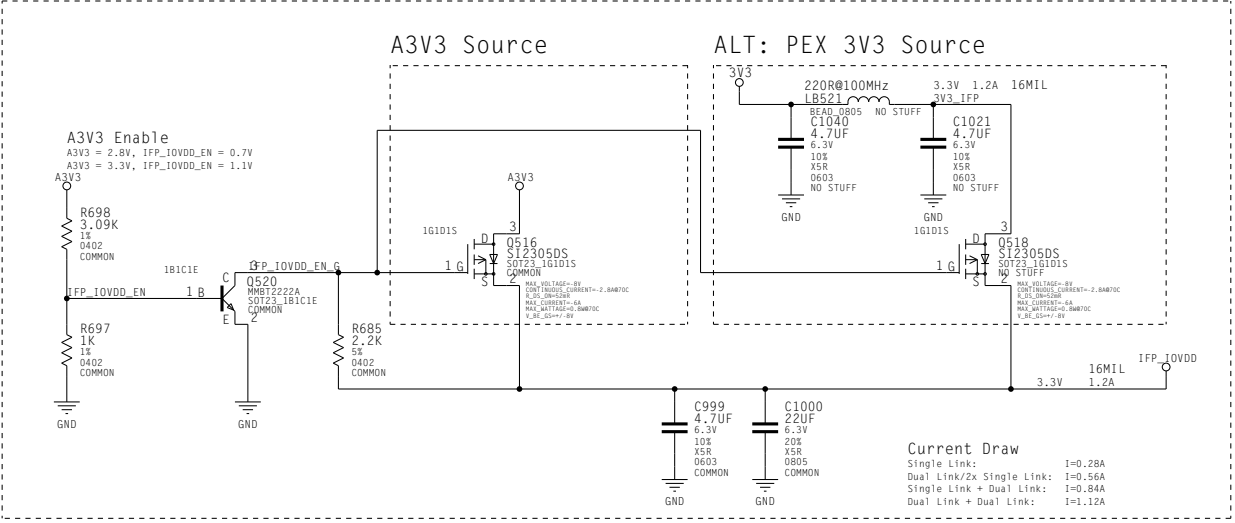 A3V3 Source
ALT: PEX 3V3 Source
3V3
220R@100MHz
LB521
BEAD_0805 NO STUFF
3.3V 1.2A 16MIL
3V3_IFP
C1040
4.7UF
6.3V
10%
X5R
0603
NO STUFF
GND
C1021
4.7UF
6.3V
10%
X5R
0603
NO STUFF
GND
A3V3 Enable
A3V3 = 2.8V, IFP_IOVDD_EN = 0.7V
A3V3 = 3.3V, IFP_IOVDD_EN = 1.1V
A3V3
R698
3.09K
1%
0402
COMMON
IFP_IOVDD_EN
R697
1K
1%
0402
COMMON
GND
1B1C1E
1 B
C
3
E
2
IFP_IOVDD_EN_G
Q520
MMBT2222A
SOT23_1B1C1E
COMMON
GND
R685
2.2K
5%
0402
COMMON
A3V3
1G1D1S
1 G
D
3
S
2
Q516
SI2305DS
SOT23_1G1D1S
COMMON
MAX_VOLTAGE=-8V
CONTINUOUS_CURRENT=-2.8A@70C
R_DS_ON=52mR
MAX_CURRENT=-6A
MAX_WATTAGE=0.8W@70C
V_BE_GS=+/-8V
1G1D1S
1 G
D
3
S
2
Q518
SI2305DS
SOT23_1G1D1S
NO STUFF
MAX_VOLTAGE=-8V
CONTINUOUS_CURRENT=-2.8A@70C
R_DS_ON=52mR
MAX_CURRENT=-6A
MAX_WATTAGE=0.8W@70C
V_BE_GS=+/-8V
IFP_IOVDD
16MIL
3.3V 1.2A
C999
4.7UF
6.3V
10%
X5R
0603
COMMON
GND
C1000
22UF
6.3V
20%
X5R
0805
COMMON
GND
Current Draw
Single Link: I=0.28A
Dual Link/2x Single Link: I=0.56A
Single Link + Dual Link: I=0.84A
Dual Link + Dual Link: I=1.12A